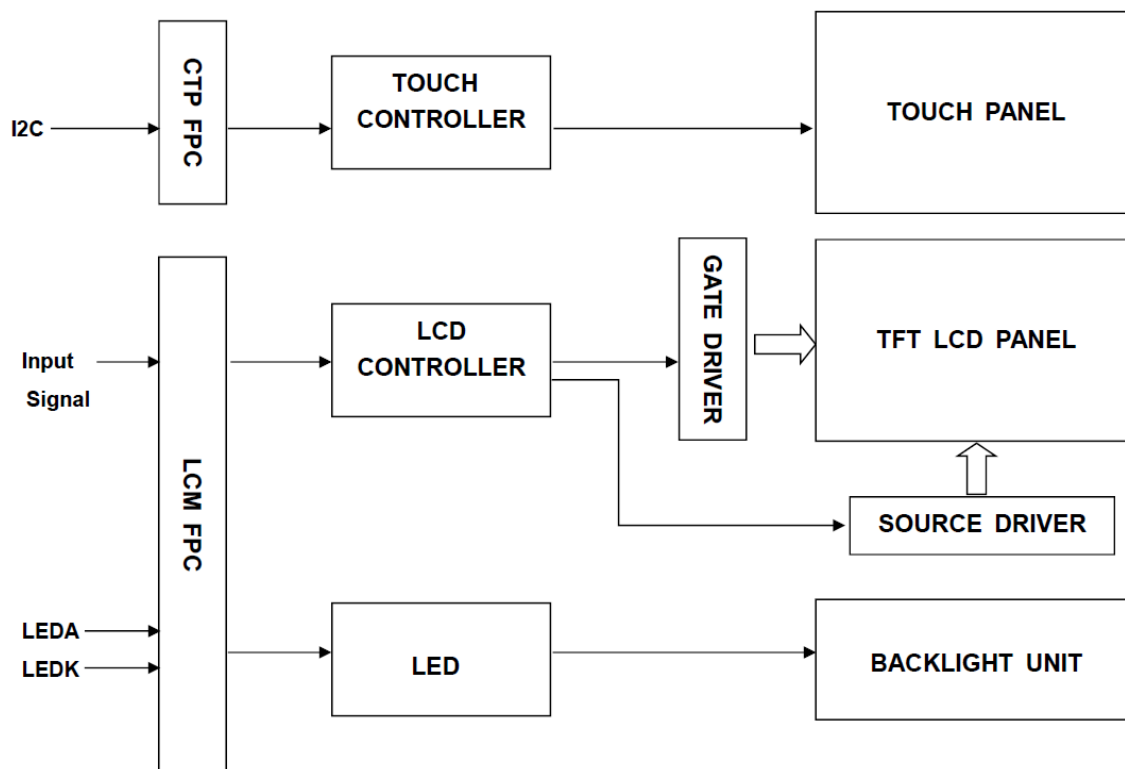 I2C
CTP FPC
TOUCH
CONTROLLER
TOUCH PANEL
Input
Signal
LCM FPC
LCD
CONTROLLER
GATE DRIVER
TFT LCD PANEL
SOURCE DRIVER
LEDA
LEDK
LED
BACKLIGHT UNIT